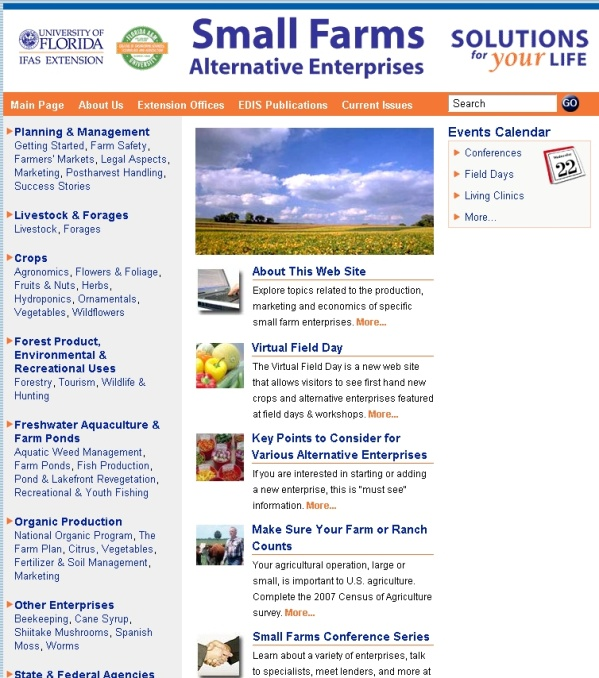 UNIVERSITY of
FLORIDA
IFAS EXTENSION
Small Farms
Alternative Enterprises
SOLUTIONS
for your LIFE
Main Page
About Us
Extension Offices
EDIS Publications
Current Issues
Search
GO
Planning & Management
Getting Started, Farm Safety,
Farmers' Markets, Legal Aspects,
Marketing, Postharvest Handling,
Success Stories
Livestock & Forages
Livestock, Forages
Crops
Agronomics, Flowers & Foliage,
Fruits & Nuts, Herbs,
Hydroponics, Ornamentals,
Vegetables, Wildflowers
Forest Product,
Environmental &
Recreational Uses
Forestry, Tourism, Wildlife &
Hunting
Freshwater Aquaculture &
Farm Ponds
Aquatic Weed Management,
Farm Ponds, Fish Production,
Pond & Lakefront Revegetation,
Recreational & Youth Fishing
Organic Production
National Organic Program, The
Farm Plan, Citrus, Vegetables,
Fertilizer & Soil Management,
Marketing
Other Enterprises
Beekeeping, Cane Syrup,
Shiitake Mushrooms, Spanish
Moss, Worms
State & Federal Agencies
About This Web Site
Explore topics related to the production,
marketing and economics of specific
small farm enterprises. More...
Virtual Field Day
The Virtual Field Day is a new web site
that allows visitors to see first hand new
crops and alternative enterprises featured
at field days & workshops. More...
Key Points to Consider for
Various Alternative Enterprises
If you are interested in starting or adding
a new enterprise, this is "must see"
information. More...
Make Sure Your Farm or Ranch
Counts
Your agricultural operation, large or
small, is important to U.S. agriculture.
Complete the 2007 Census of Agriculture
survey. More...
Small Farms Conference Series
Learn about a variety of enterprises, talk
to specialists, meet lenders, and more at
Events Calendar
Conferences
Field Days
Living Clinics
More...
22